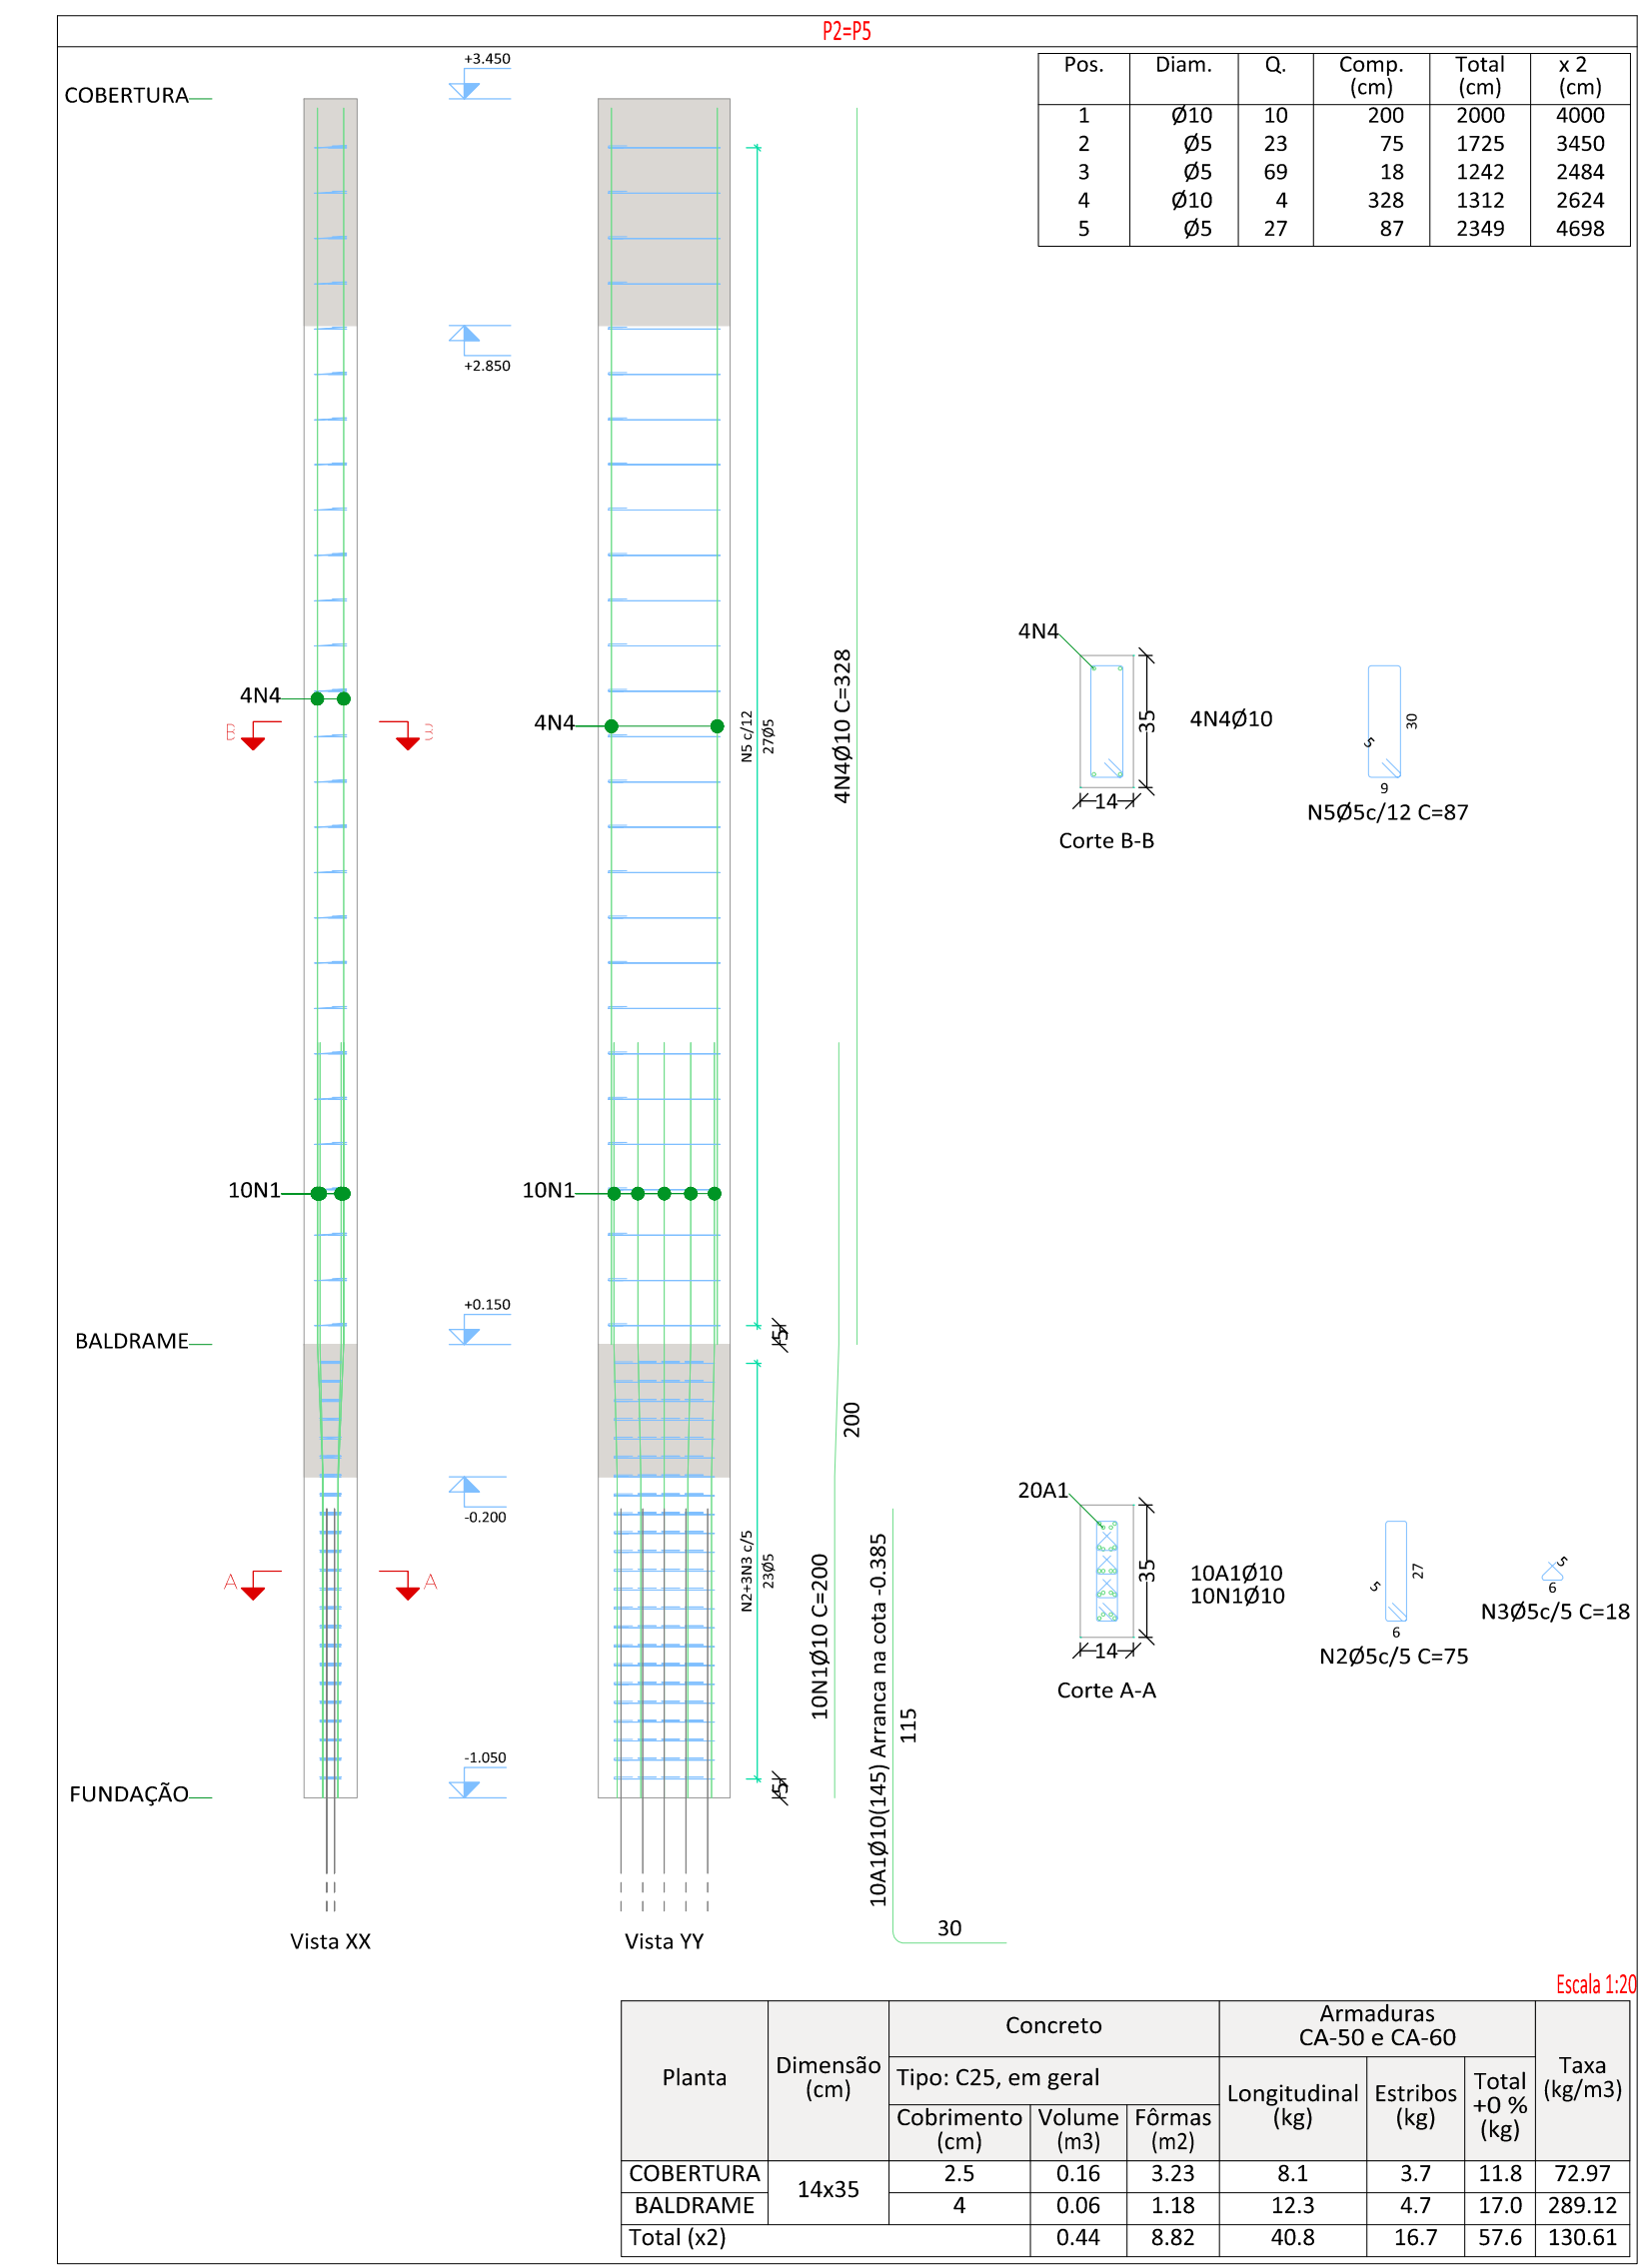 P2=P5
Pos. Diam. Q. Comp. (cm) Total (cm) x 2 (cm)
1 Ø10 10 200 2000 4000
2 Ø5 23 75 1725 3450
3 Ø5 69 18 1242 2484
4 Ø10 4 328 1312 2624
5 Ø5 27 87 2349 4698
+3.450
COBERTURA
+2.850
4N4
B B
4N4
N5 c/12
27Ø5
4N4Ø10 C=328
4N4
35
14
4N4Ø10
Corte B-B
5
30
9
N5Ø5c/12 C=87
10N1
10N1
+0.150
BALDRAME
5
200
-0.200
A A
N2+3N3 c/5
23Ø5
10N1Ø10 C=200
10A1Ø10(145) Arranca na cota -0.385
115
20A1
35
14
10A1Ø10
10N1Ø10
Corte A-A
5
27
6
N2Ø5c/5 C=75
5
6
N3Ø5c/5 C=18
-1.050
FUNDAÇÃO
5
30
Vista XX
Vista YY
Escala 1:20
Planta
Dimensão
(cm)
Concreto
Tipo: C25, em geral
Cobrimento
(cm)
Volume
(m3)
Fôrmas
(m2)
Armaduras
CA-50 e CA-60
Longitudinal
(kg)
Estribos
(kg)
Total
+0 %
(kg)
Taxa
(kg/m3)
COBERTURA 14x35 2.5 0.16 3.23 8.1 3.7 11.8 72.97
BALDRAME 4 0.06 1.18 12.3 4.7 17.0 289.12
Total (x2) 0.44 8.82 40.8 16.7 57.6 130.61